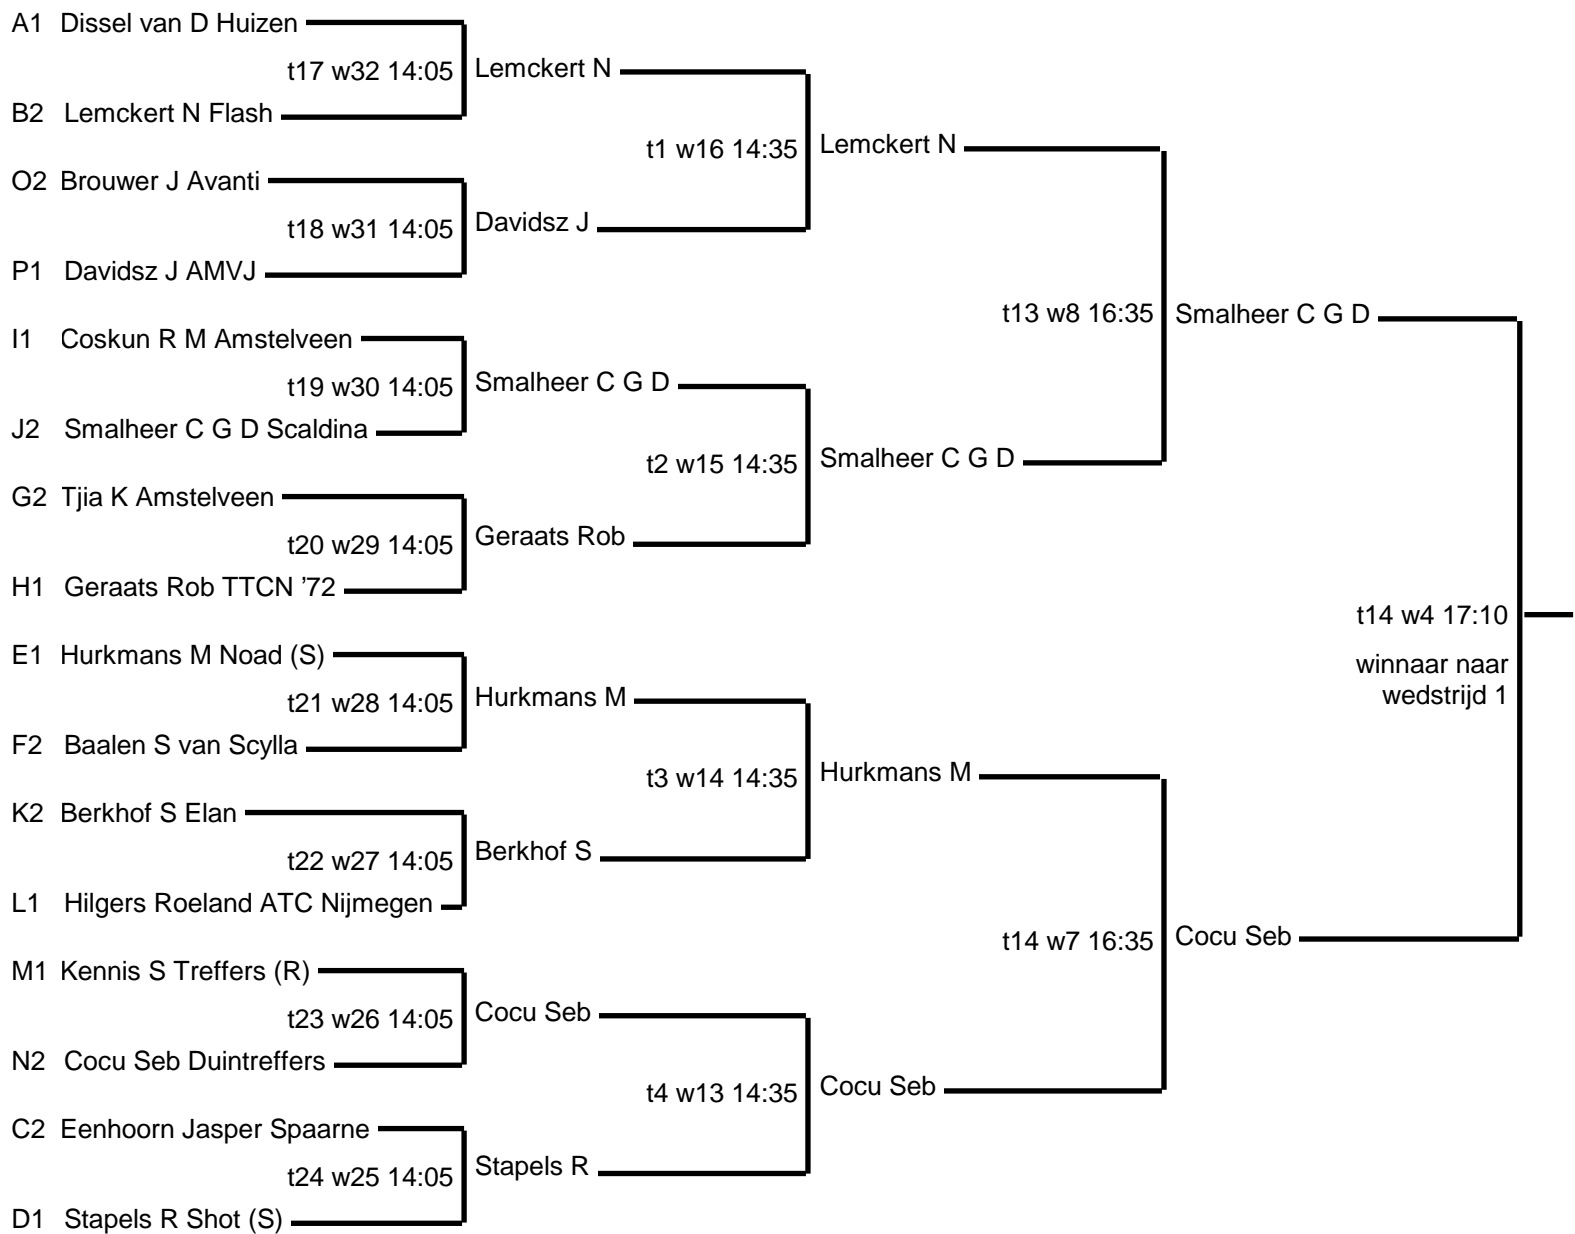 A1 Dissel van D Huizen
t17 w32 14:05
Lemckert N
B2 Lemckert N Flash
t1 w16 14:35
Lemckert N
O2 Brouwer J Avanti
t18 w31 14:05
Davidsz J
P1 Davidsz J AMVJ
t13 w8 16:35
Smalheer C G D
I1 Coskun R M Amstelveen
t19 w30 14:05
Smalheer C G D
J2 Smalheer C G D Scaldina
t2 w15 14:35
Smalheer C G D
G2 Tjia K Amstelveen
t20 w29 14:05
Geraats Rob
H1 Geraats Rob TTCN ’72
t14 w4 17:10
winnaar naar
wedstrijd 1
E1 Hurkmans M Noad (S)
t21 w28 14:05
Hurkmans M
F2 Baalen S van Scylla
t3 w14 14:35
Hurkmans M
K2 Berkhof S Elan
t22 w27 14:05
Berkhof S
L1 Hilgers Roeland ATC Nijmegen
t14 w7 16:35
Cocu Seb
M1 Kennis S Treffers (R)
t23 w26 14:05
Cocu Seb
N2 Cocu Seb Duintreffers
t4 w13 14:35
Cocu Seb
C2 Eenhoorn Jasper Spaarne
t24 w25 14:05
Stapels R
D1 Stapels R Shot (S)